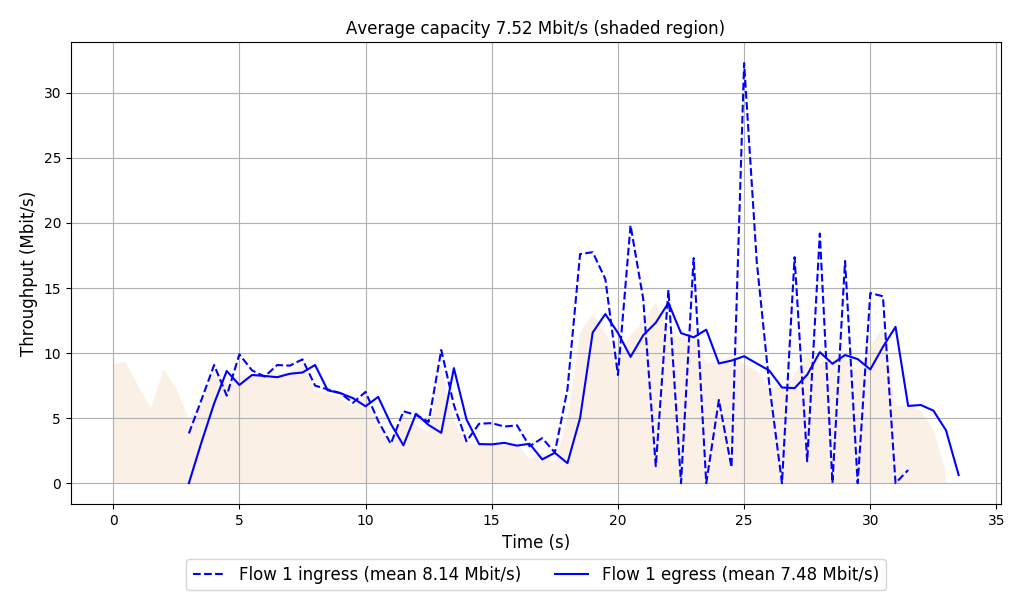 Average capacity 7.52 Mbit/s (shaded region)
Throughput (Mbit/s)
30
25
20
15
10
5
0
0 5 10 15 20 25 30 35
Time (s)
Flow 1 ingress (mean 8.14 Mbit/s) Flow 1 egress (mean 7.48 Mbit/s)